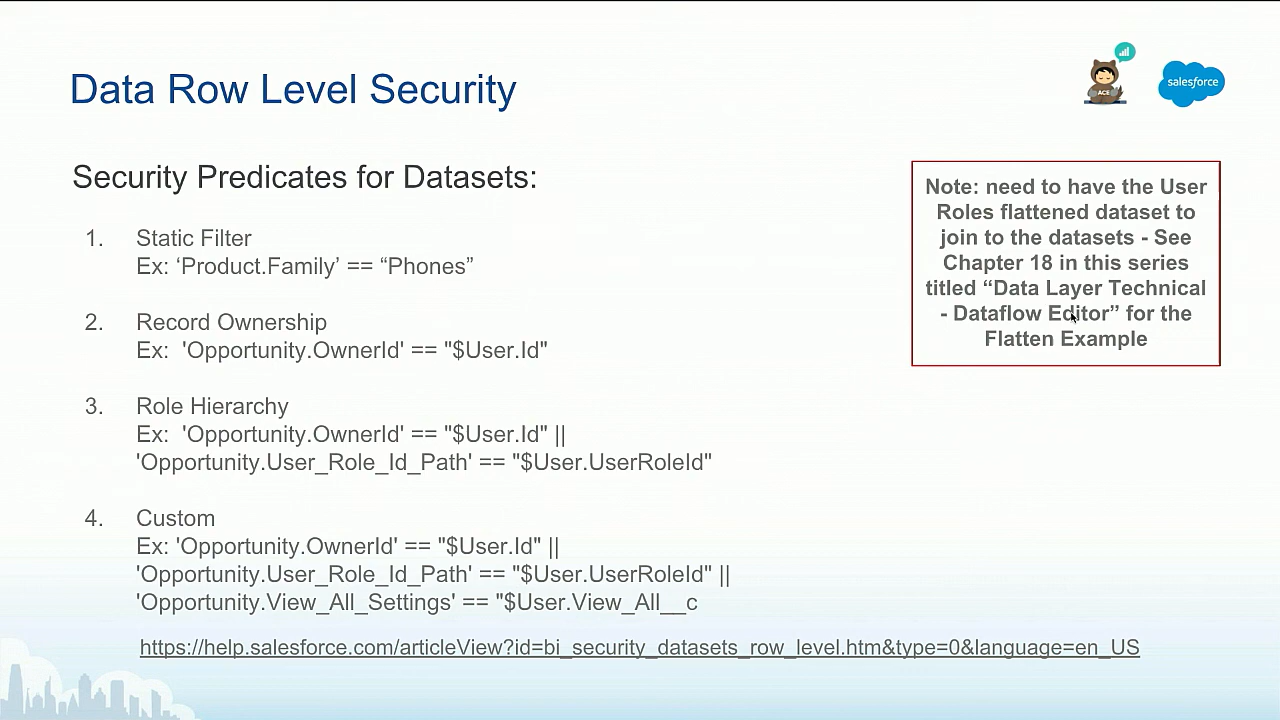 Data Row Level Security
salesforce
ACE
Security Predicates for Datasets:
Note: need to have the User
Roles flattened dataset to
join to the datasets - See
Chapter 18 in this series
titled “Data Layer Technical
- Dataflow Editor” for the
Flatten Example
1. Static Filter
Ex: ‘Product.Family’ == “Phones”
2. Record Ownership
Ex:  'Opportunity.OwnerId' == "$User.Id"
3. Role Hierarchy
Ex:  'Opportunity.OwnerId' == "$User.Id" ||
'Opportunity.User_Role_Id_Path' == "$User.UserRoleId"
4. Custom
Ex: 'Opportunity.OwnerId' == "$User.Id" ||
'Opportunity.User_Role_Id_Path' == "$User.UserRoleId" ||
'Opportunity.View_All_Settings' == "$User.View_All__c
https://help.salesforce.com/articleView?id=bi_security_datasets_row_level.htm&type=0&language=en_US